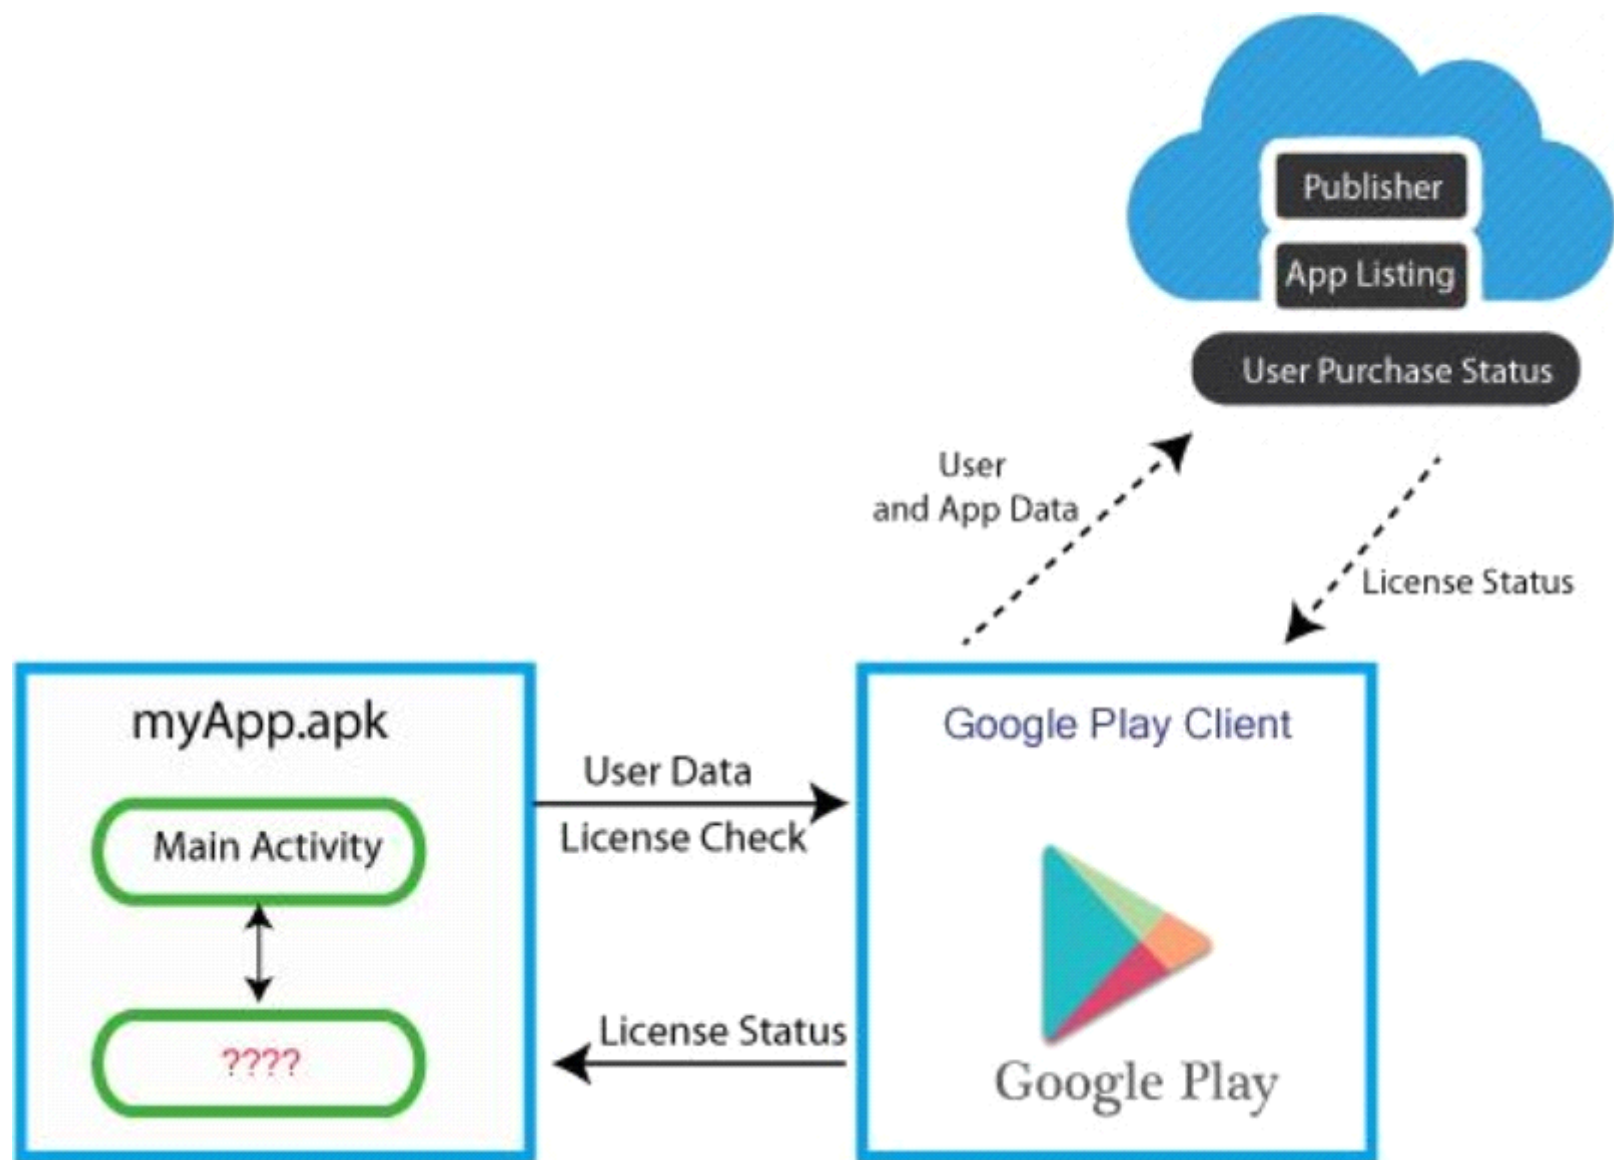 Publisher
App Listing
User Purchase Status
User
and App Data
License Status
myApp.apk
Main Activity
????
User Data
License Check
License Status
Google Play Client
Google Play